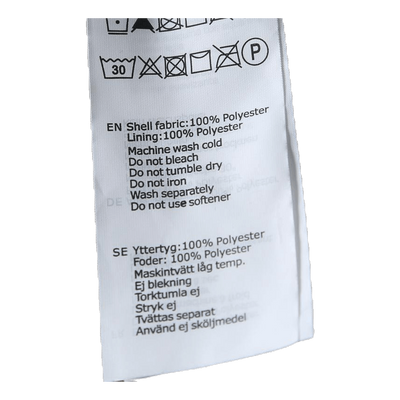 30 P
EN Shell fabric:100% Polyester
Lining:100% Polyester
Machine wash cold
Do not bleach
Do not tumble dry
Do not iron
Wash separately
Do not use softener
SE Yttertyg:100% Polyester
Foder: 100% Polyester
Maskintvätt låg temp.
Ej blekning
Torktumla ej
Stryk ej
Tvättas separat
Använd ej sköljmedel